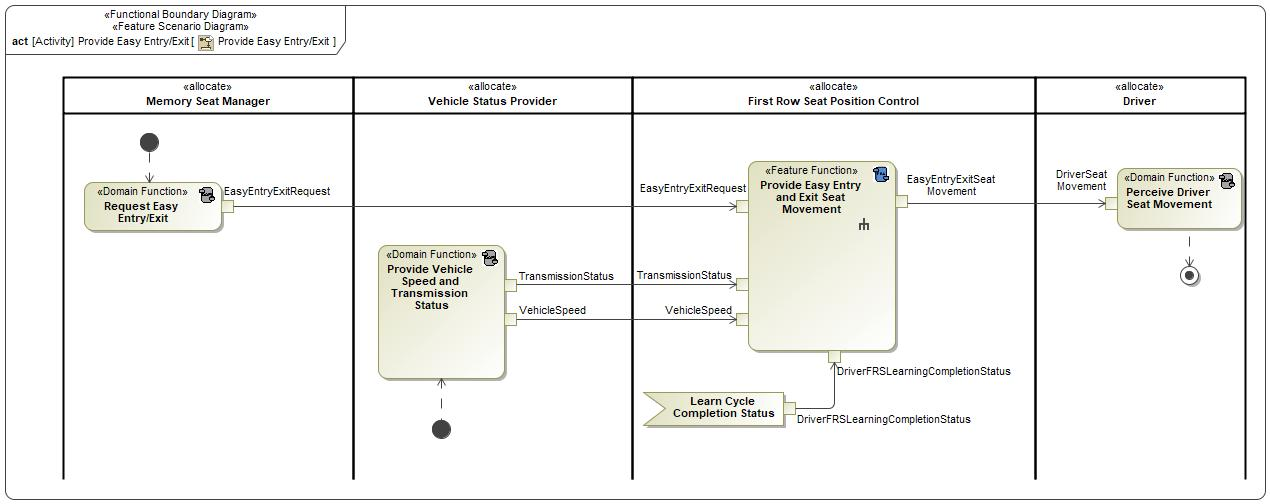 «Functional Boundary Diagram»
«Feature Scenario Diagram»
act [Activity] Provide Easy Entry/Exit [ Provide Easy Entry/Exit ]
«allocate»
Memory Seat Manager
«allocate»
Vehicle Status Provider
«allocate»
First Row Seat Position Control
«allocate»
Driver
«Domain Function»
Request Easy
Entry/Exit
EasyEntryExitRequest
EasyEntryExitRequest
«Feature Function»
Provide Easy Entry
and Exit Seat
Movement
EasyEntryExitSeat
Movement
DriverSeat
Movement
«Domain Function»
Perceive Driver
Seat Movement
«Domain Function»
Provide Vehicle
Speed and
Transmission
Status
TransmissionStatus
TransmissionStatus
VehicleSpeed
VehicleSpeed
DriverFRSLearningCompletionStatus
Learn Cycle
Completion Status
DriverFRSLearningCompletionStatus